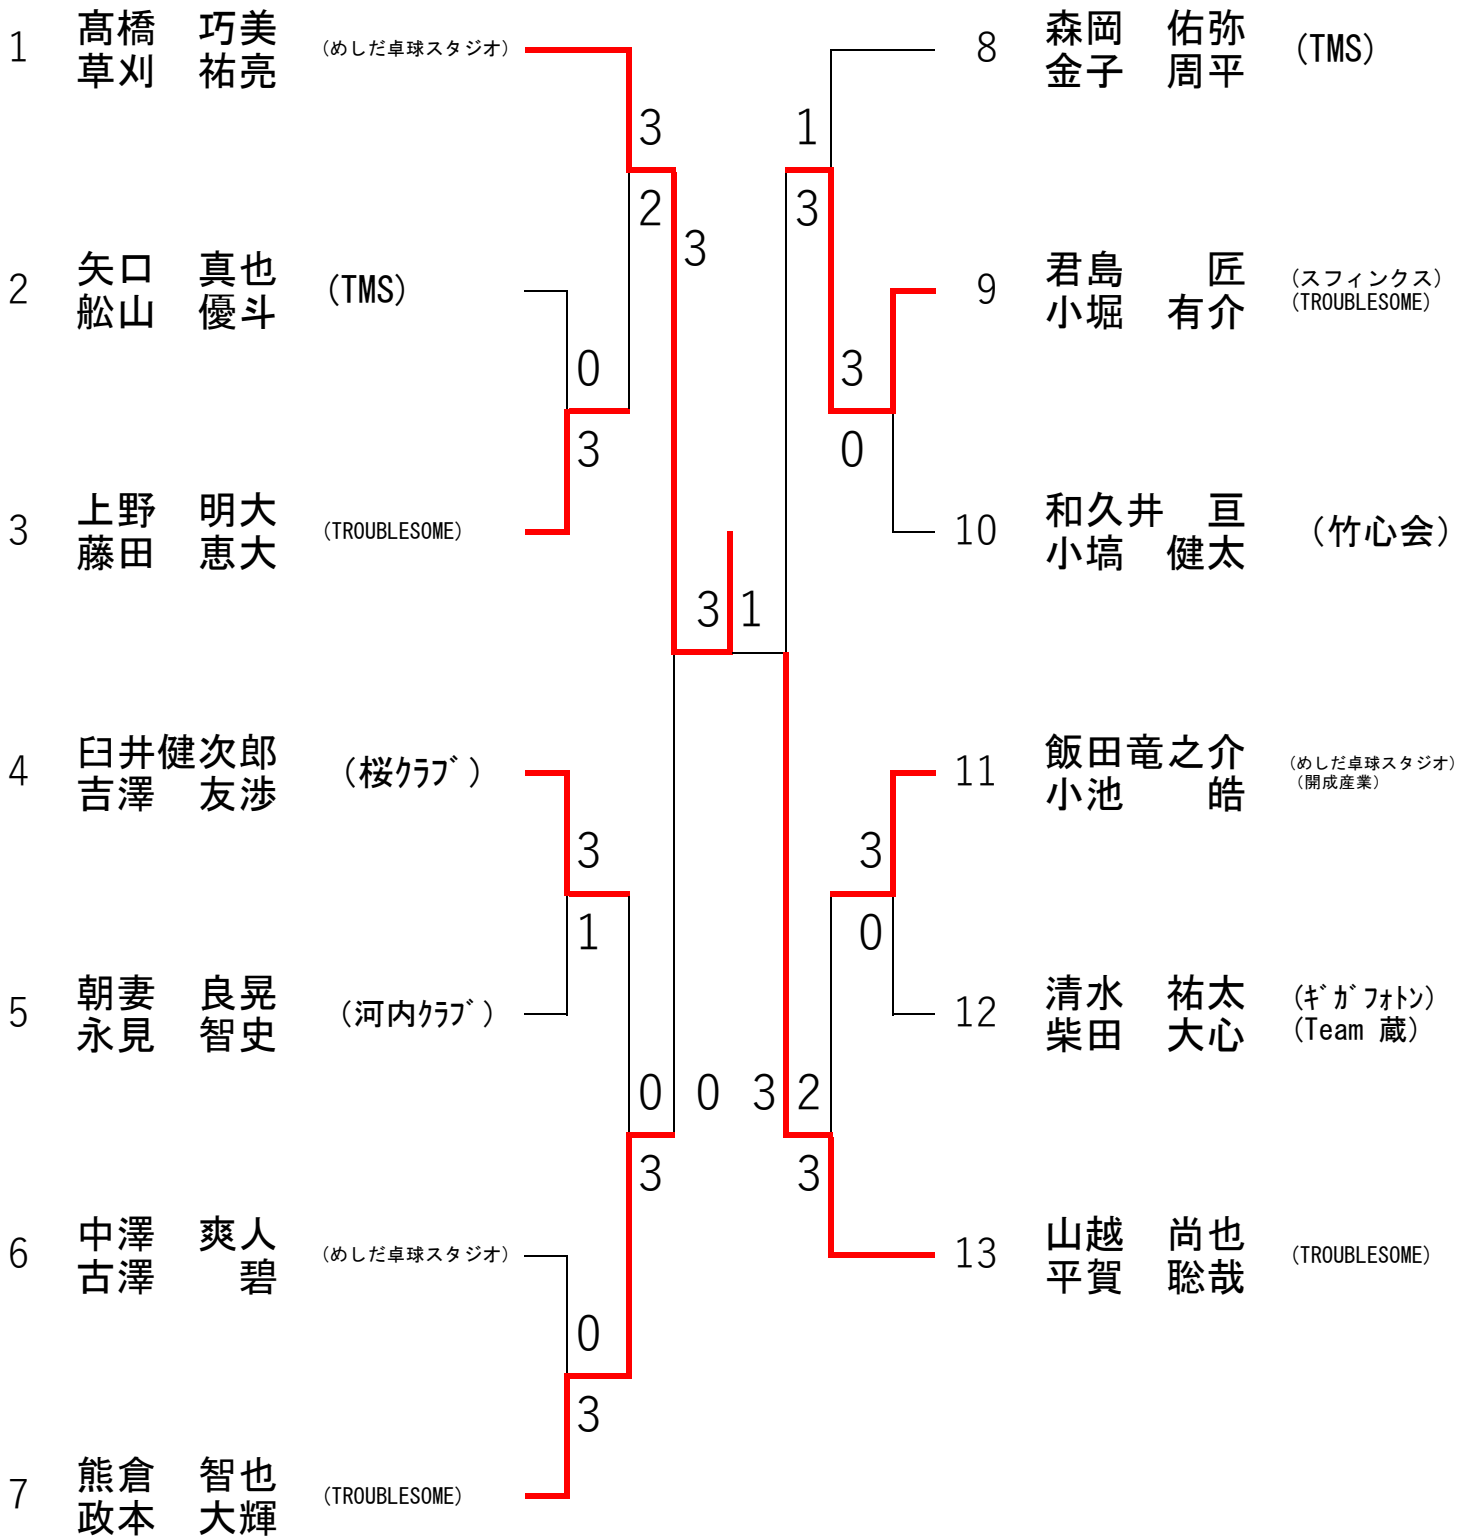 1 髙橋 巧美
草刈 祐亮
(めしだ卓球スタジオ)
3
2
3
2 矢口 真也
舩山 優斗
(TMS)
0
3
3 上野 明大
藤田 恵大
(TROUBLESOME)
3 1
4 臼井健次郎
吉澤 友渉
(桜ｸﾗﾌﾞ)
3
1
5 朝妻 良晃
永見 智史
(河内ｸﾗﾌﾞ)
0 0
3
6 中澤 爽人
古澤 碧
(めしだ卓球スタジオ)
0
3
7 熊倉 智也
政本 大輝
(TROUBLESOME)
8 森岡 佑弥
金子 周平
(TMS)
1
3
9 君島 匠
小堀 有介
(スフィンクス)
(TROUBLESOME)
3
0
10 和久井 亘
小塙 健太
(竹心会)
11 飯田竜之介
小池 皓
(めしだ卓球スタジオ)
(開成産業)
3
0
12 清水 祐太
柴田 大心
(ｷﾞｶﾞﾌｫﾄﾝ)
(Team 蔵)
3 2
3
13 山越 尚也
平賀 聡哉
(TROUBLESOME)